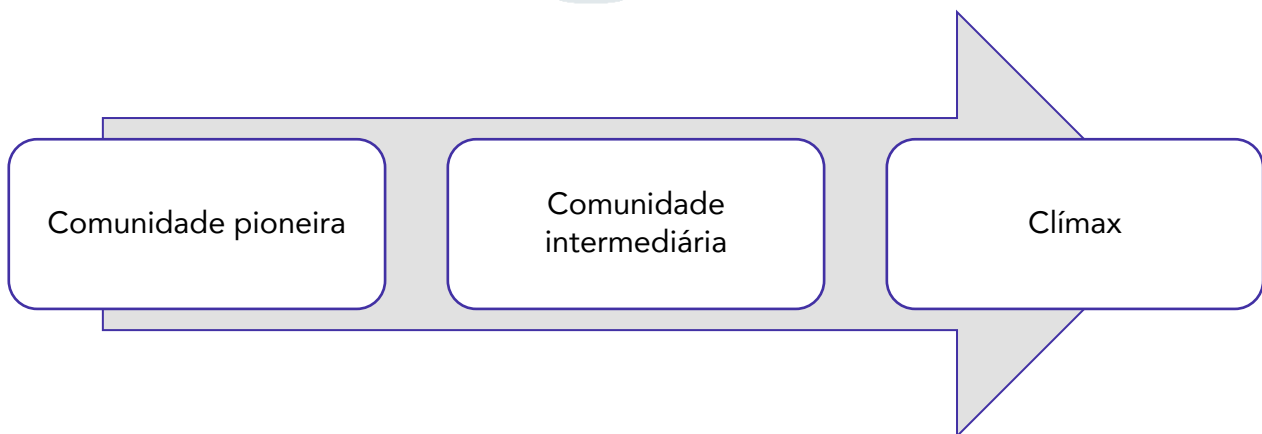 Comunidade pioneira
Comunidade
intermediária
Clímax